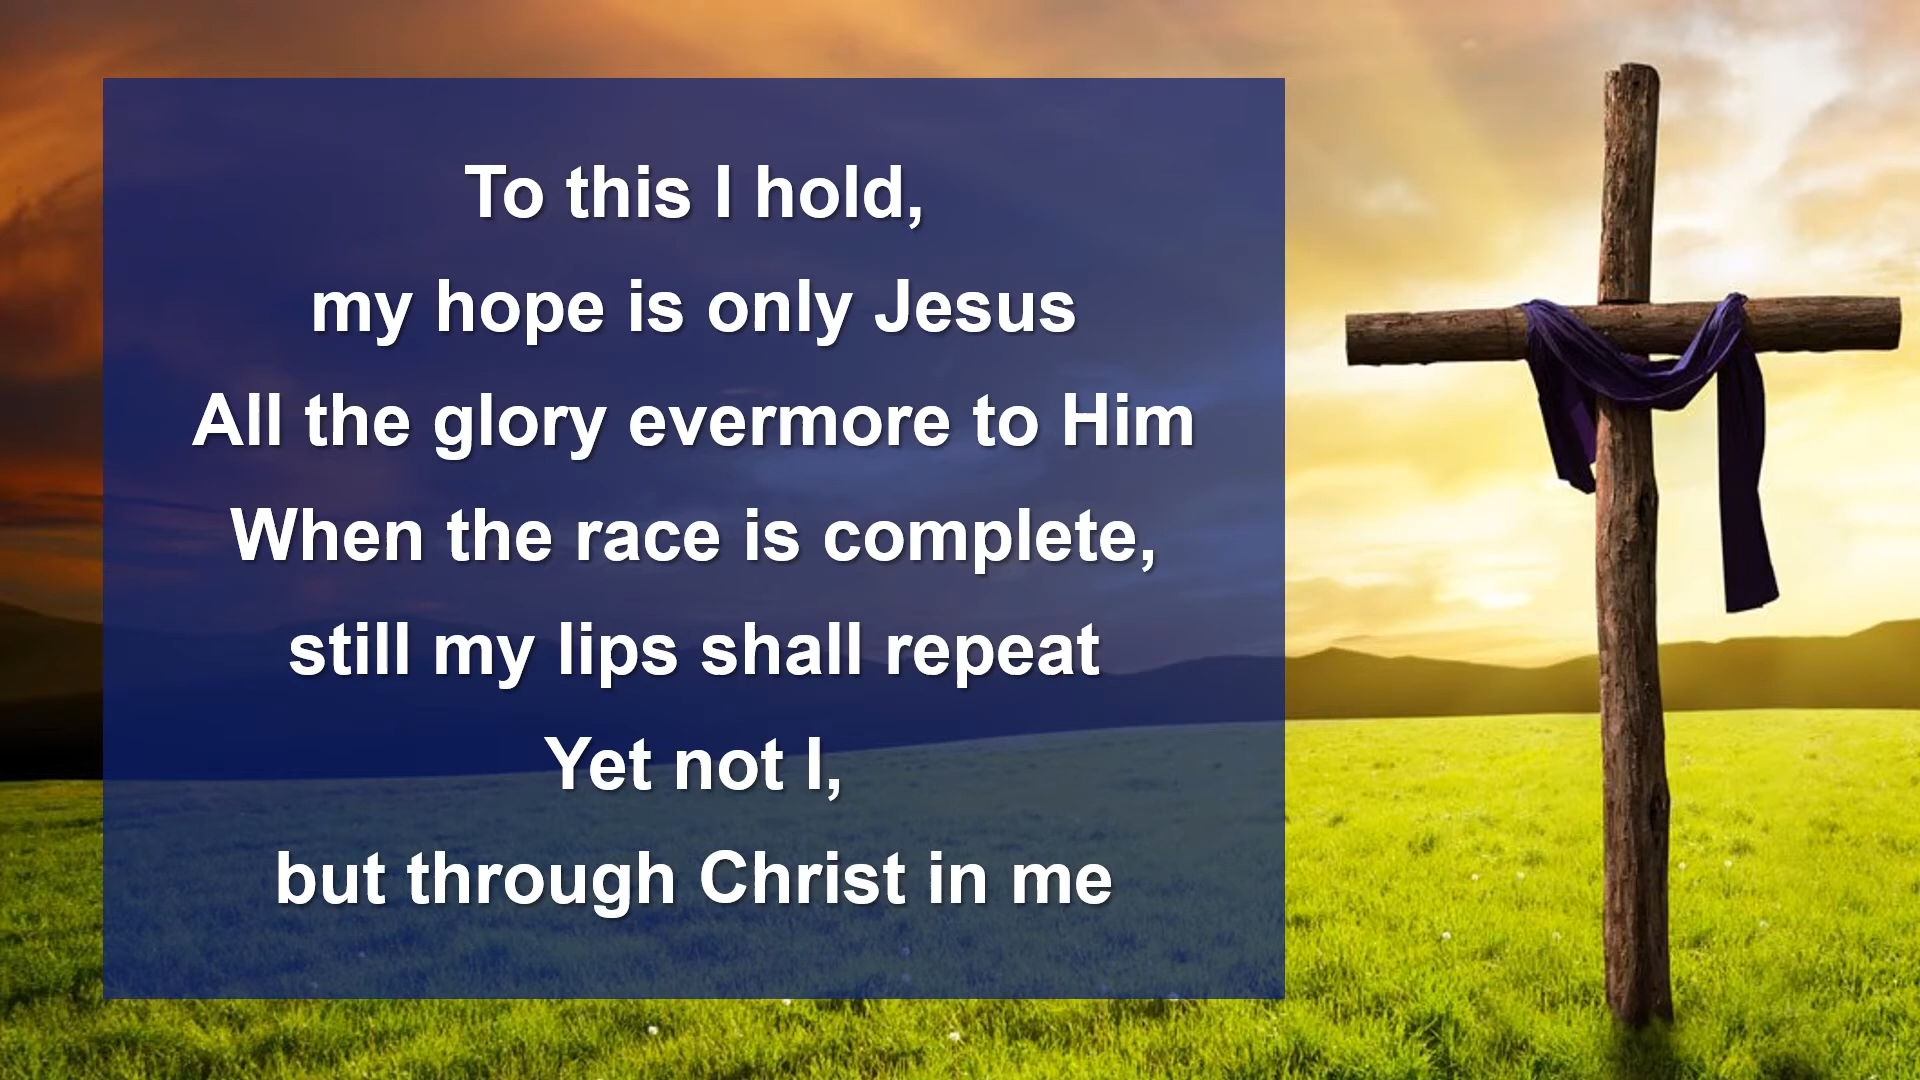 To this I hold,
my hope is only Jesus
All the glory evermore to Him
When the race is complete,
still my lips shall repeat
Yet not I,
but through Christ in me